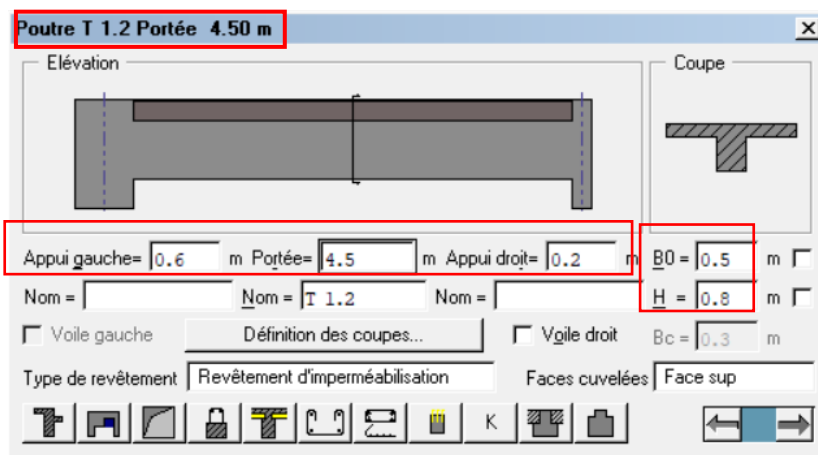 Poutre T 1.2 Portée 4.50 m
Elévation
Coupe
Appui gauche= 0.6 m Portée= 4.5 m Appui droit= 0.2 m B0 = 0.5 m
Nom = Nom = T 1.2 Nom = H = 0.8 m
Voile gauche Définition des coupes... Voile droit Bc = 0.3 m
Type de revêtement Revêtement d'imperméabilisation Faces cuvelées Face sup
K